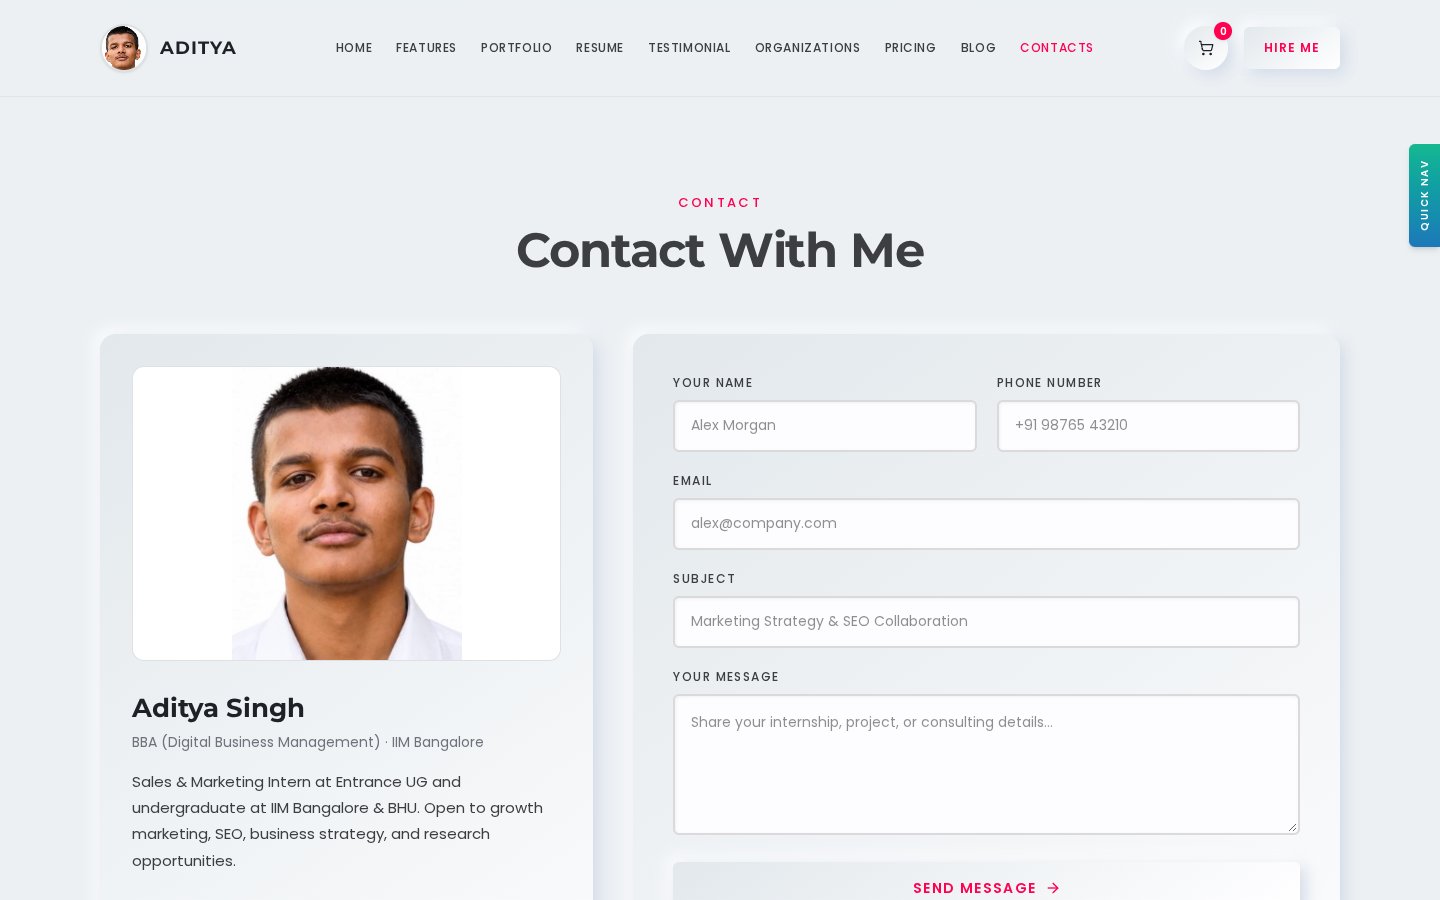 ADITYA
HOME FEATURES PORTFOLIO RESUME TESTIMONIAL ORGANIZATIONS PRICING BLOG CONTACTS
0
HIRE ME
QUICK NAV
CONTACT
Contact With Me
Aditya Singh
BBA (Digital Business Management) · IIM Bangalore
Sales & Marketing Intern at Entrance UG and
undergraduate at IIM Bangalore & BHU. Open to growth
marketing, SEO, business strategy, and research
opportunities.
YOUR NAME
Alex Morgan
PHONE NUMBER
+91 98765 43210
EMAIL
alex@company.com
SUBJECT
Marketing Strategy & SEO Collaboration
YOUR MESSAGE
Share your internship, project, or consulting details...
SEND MESSAGE →